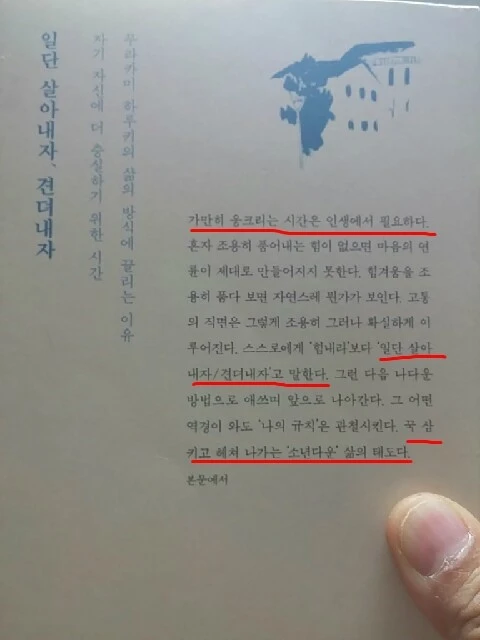 일단 살아내자, 견뎌내자
무라카미 하루키의 삶의 방식에 끌리는 이유
자기 자신에 더 충실하기 위한 시간
가만히 웅크리는 시간은 인생에서 필요하다.
혼자 조용히 품어내는 힘이 없으면 마음의 연
륜이 제대로 만들어지지 못한다. 힘겨움을 조
용히 품다 보면 자연스레 뭔가가 보인다. 고통
의 직면은 그렇게 조용히 그러나 확실하게 이
루어진다. 스스로에게 '힘내라'보다 '일단 살아
내자/견뎌내자'고 말한다. 그런 다음 나다운
방법으로 애쓰며 앞으로 나아간다. 그 어떤
역경이 와도 '나의 규칙'은 관철시킨다. 꾹 삼
키고 헤쳐 나가는 '소년다운' 삶의 태도다.
본문에서